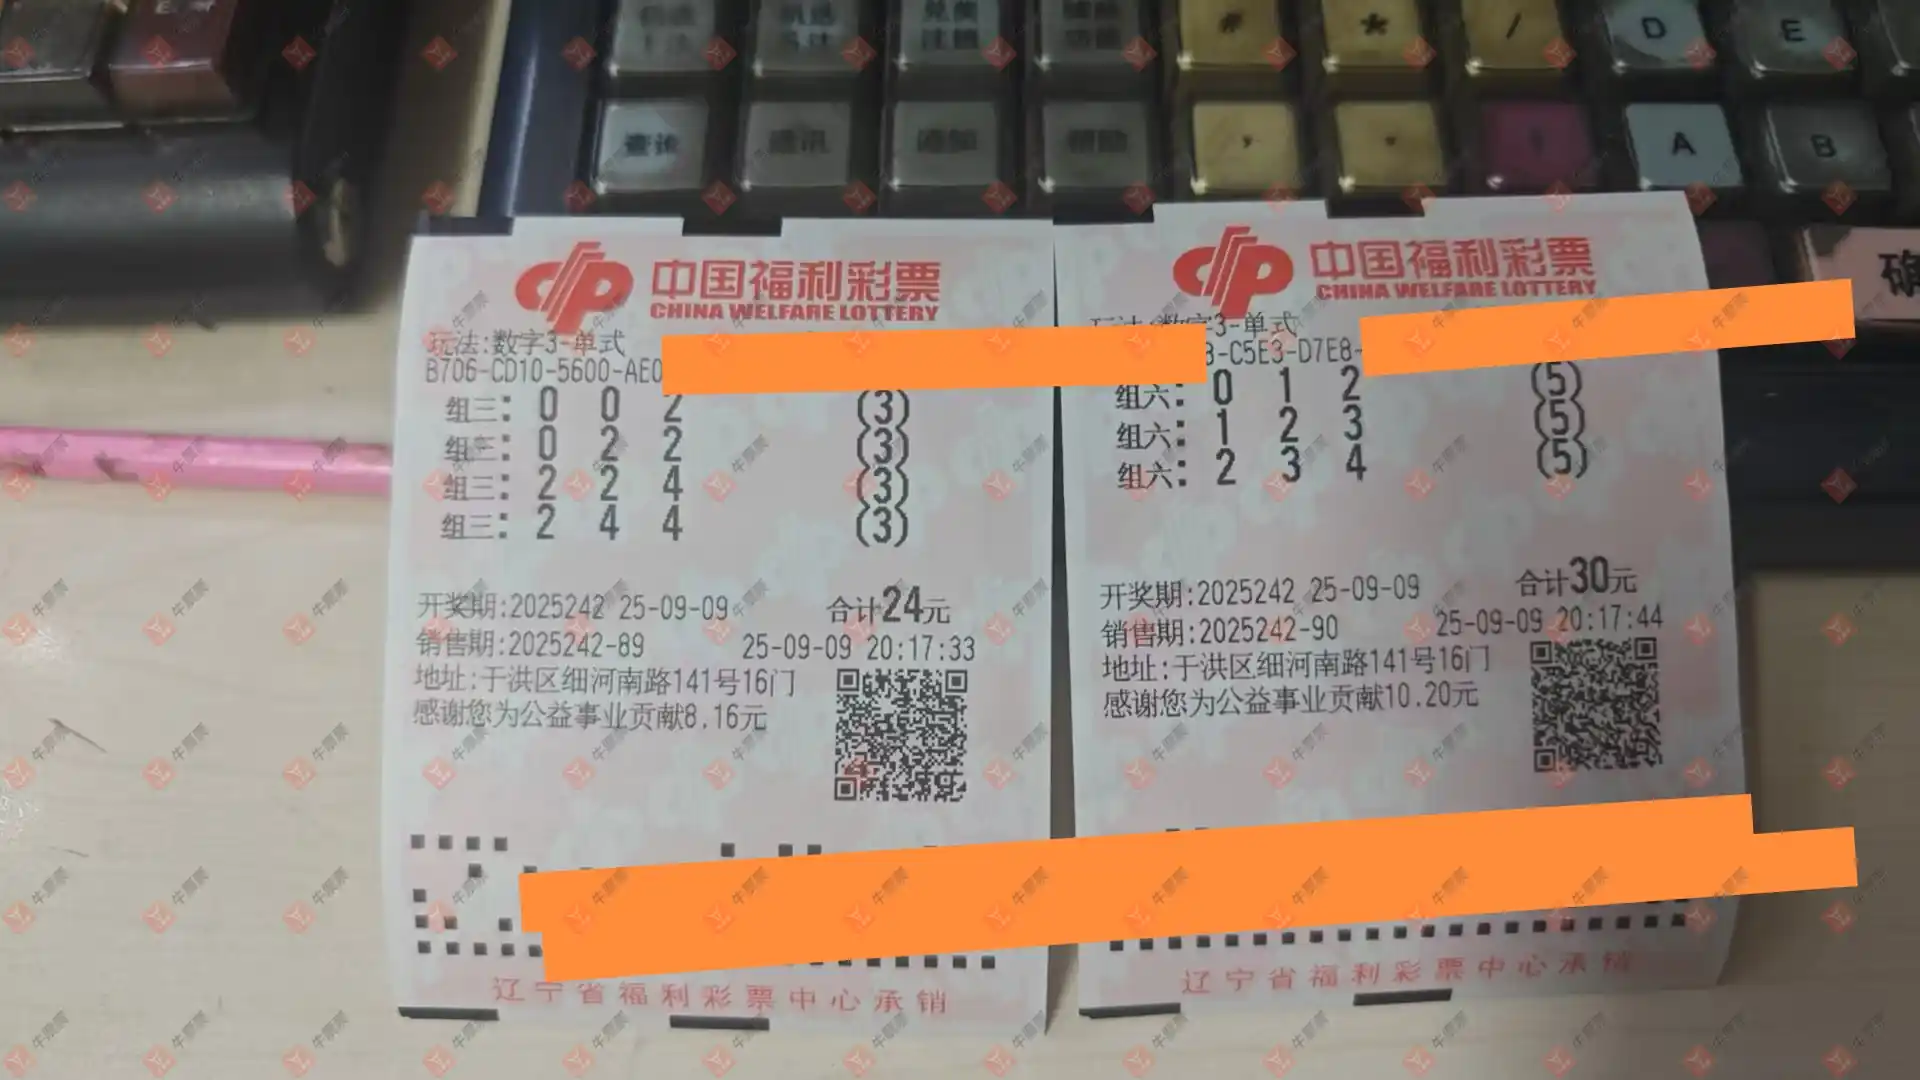 # * / D E
查询 , A B
确
中国福利彩票
CHINA WELFARE LOTTERY
玩法:数字3-单式
B706-CD10-5600-AE0
组三: 0 0 2 (3)
组三: 0 2 2 (3)
组三: 2 2 4 (3)
组三: 2 4 4 (3)
开奖期:2025242 25-09-09 合计24元
销售期:2025242-89 25-09-09 20:17:33
地址:于洪区细河南路141号16门
感谢您为公益事业贡献8.16元
辽宁省福利彩票中心承销
中国福利彩票
CHINA WELFARE LOTTERY
玩法:数字3-单式
-C5E3-D7E8-
组六: 0 1 2 (5)
组六: 1 2 3 (5)
组六: 2 3 4 (5)
开奖期:2025242 25-09-09 合计30元
销售期:2025242-90 25-09-09 20:17:44
地址:于洪区细河南路141号16门
感谢您为公益事业贡献10.20元
辽宁省福利彩票中心承销